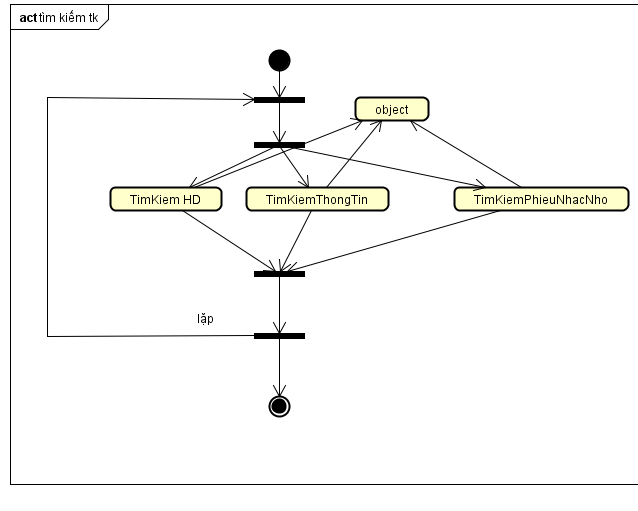 act tìm kiếm tk
object
TimKiem HD
TimKiemThongTin
TimKiemPhieuNhacNho
lặp